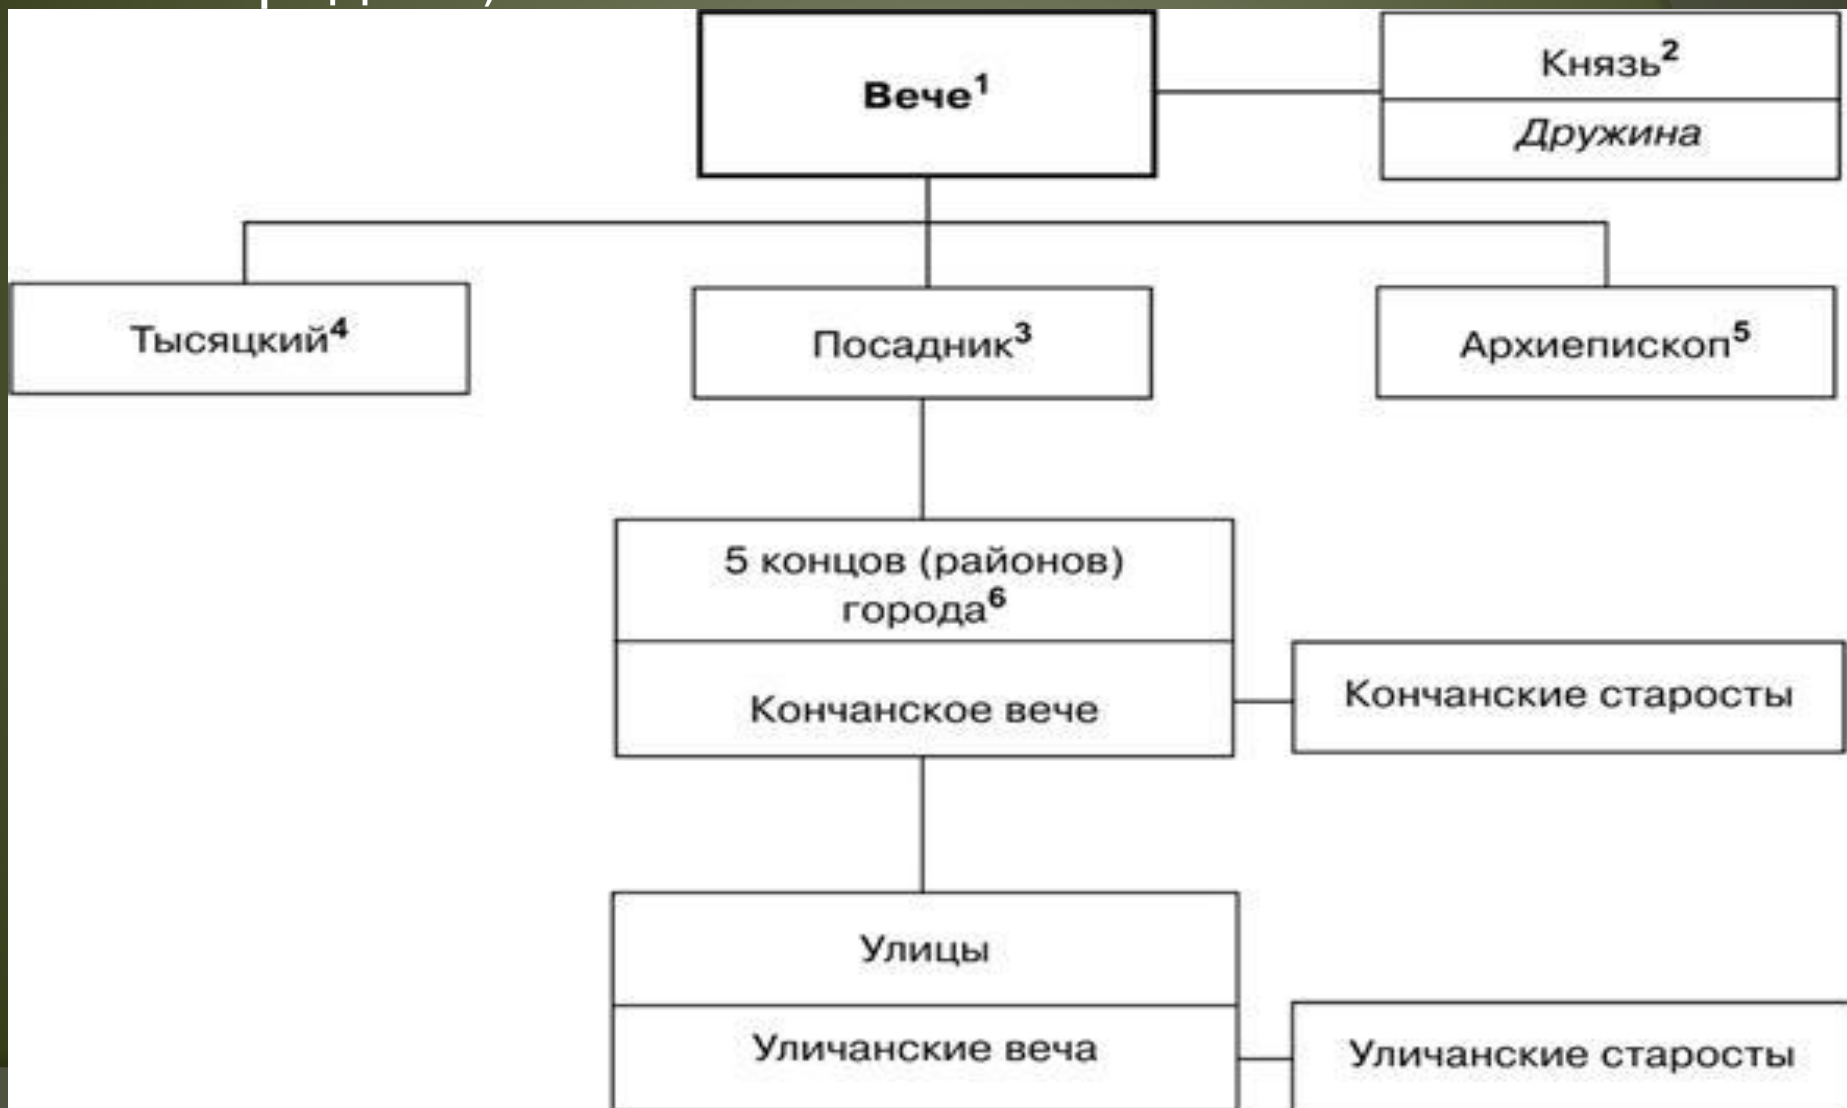 Вече¹
Князь²
Дружина
Тысяцкий⁴
Посадник³
Архиепископ⁵
5 концов (районов)
города⁶
Кончанское вече
Кончанские старосты
Улицы
Уличанские веча
Уличанские старосты